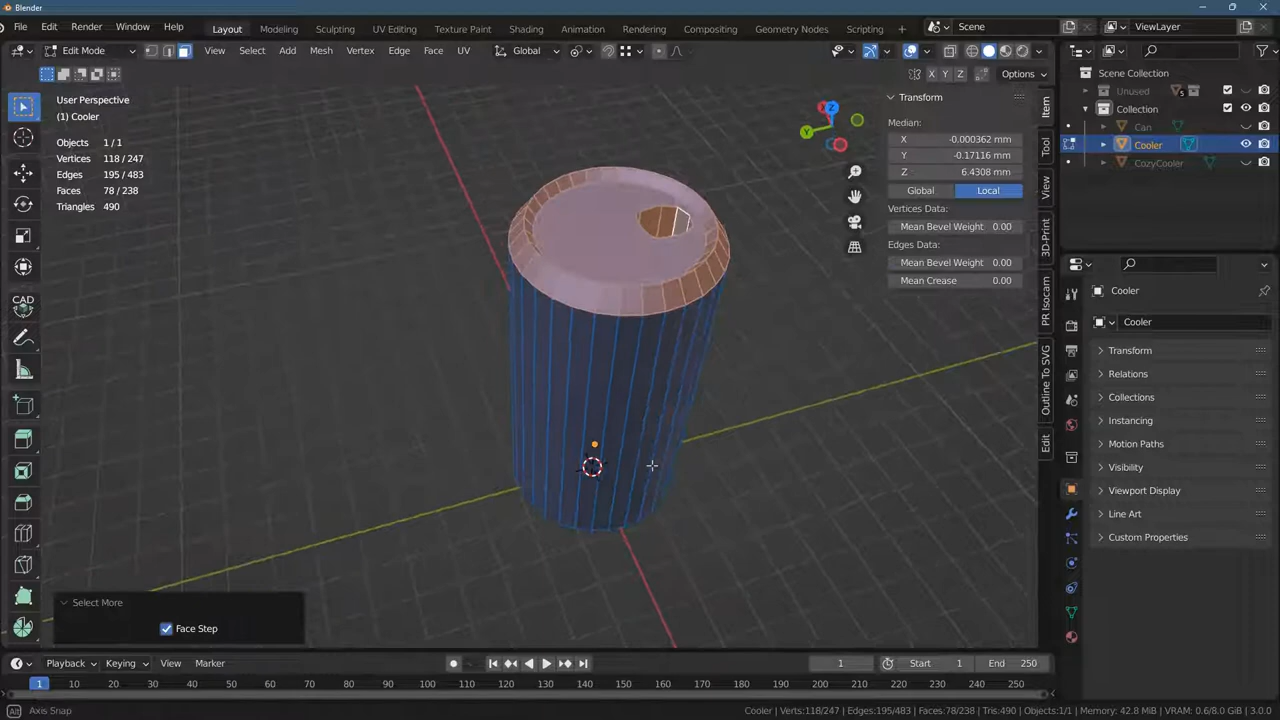 Blender
File Edit Render Window Help Layout Modeling Sculpting UV Editing Texture Paint Shading Animation Rendering Compositing Geometry Nodes Scripting + Scene ViewLayer
Edit Mode View Select Add Mesh Vertex Edge Face UV Global
X Y Z Options
User Perspective
(1) Cooler
Objects 1 / 1
Vertices 118 / 247
Edges 195 / 483
Faces 78 / 238
Triangles 490
X
Z
Y
Transform
Median:
X -0.000362 mm
Y -0.17116 mm
Z 6.4308 mm
Global Local
Vertices Data:
Mean Bevel Weight 0.00
Edges Data:
Mean Bevel Weight 0.00
Mean Crease 0.00
Item
Tool
View
3D-Print
PR Isocam
Outline To SVG
Edit
CAD
Scene Collection
Unused 5
Collection
Can
Cooler
CozyCooler
Cooler
Cooler
Transform
Relations
Collections
Instancing
Motion Paths
Visibility
Viewport Display
Line Art
Custom Properties
Select More
Face Step
Playback Keying View Marker 1 Start 1 End 250
1 10 20 30 40 50 60 70 80 90 100 110 120 130 140 150 160 170 180 190 200 210 220 230 240 250
Alt Axis Snap Cooler | Verts:118/247 | Edges:195/483 | Faces:78/238 | Tris:490 | Objects:1/1 | Memory: 42.8 MiB | VRAM: 0.6/8.0 GiB | 3.0.0